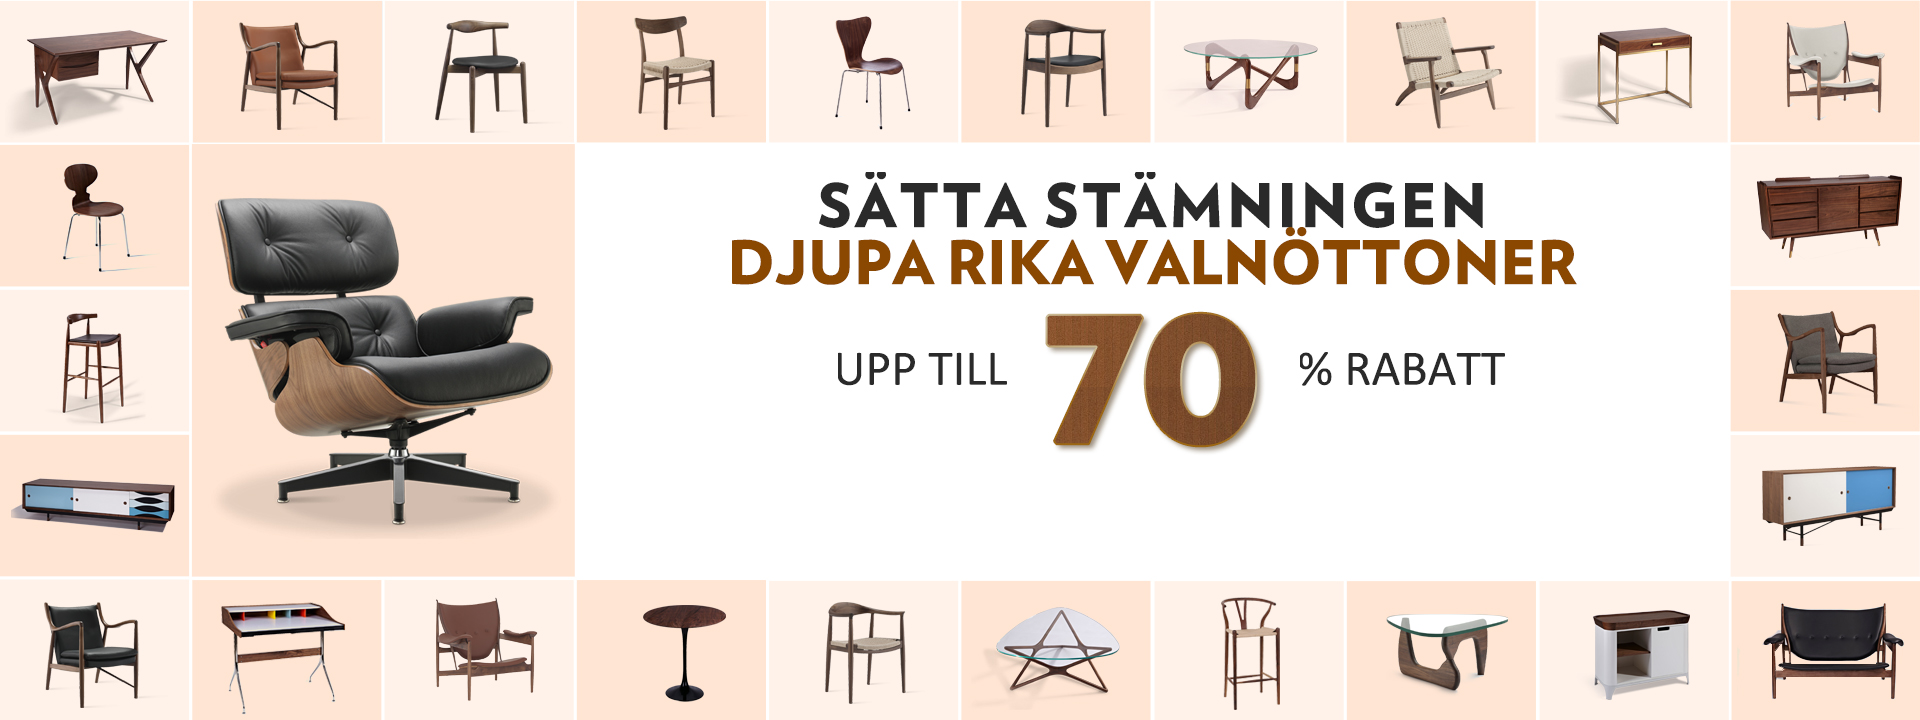 SÄTTA STÄMNINGEN
DJUPA RIKA VALNÖTTONER
UPP TILL 70 % RABATT